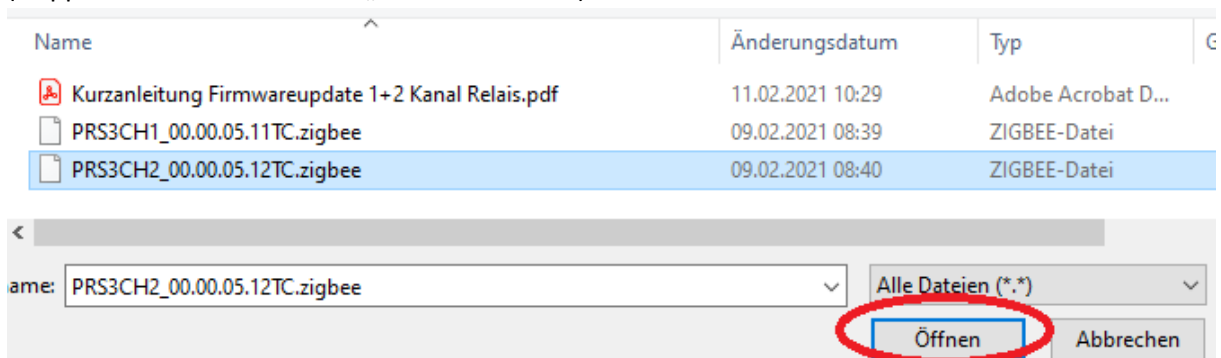 Name Änderungsdatum Typ G
Kurzanleitung Firmwareupdate 1+2 Kanal Relais.pdf 11.02.2021 10:29 Adobe Acrobat D...
PRS3CH1_00.00.05.11TC.zigbee 09.02.2021 08:39 ZIGBEE-Datei
PRS3CH2_00.00.05.12TC.zigbee 09.02.2021 08:40 ZIGBEE-Datei
ame: PRS3CH2_00.00.05.12TC.zigbee Alle Dateien (*.*)
Öffnen Abbrechen